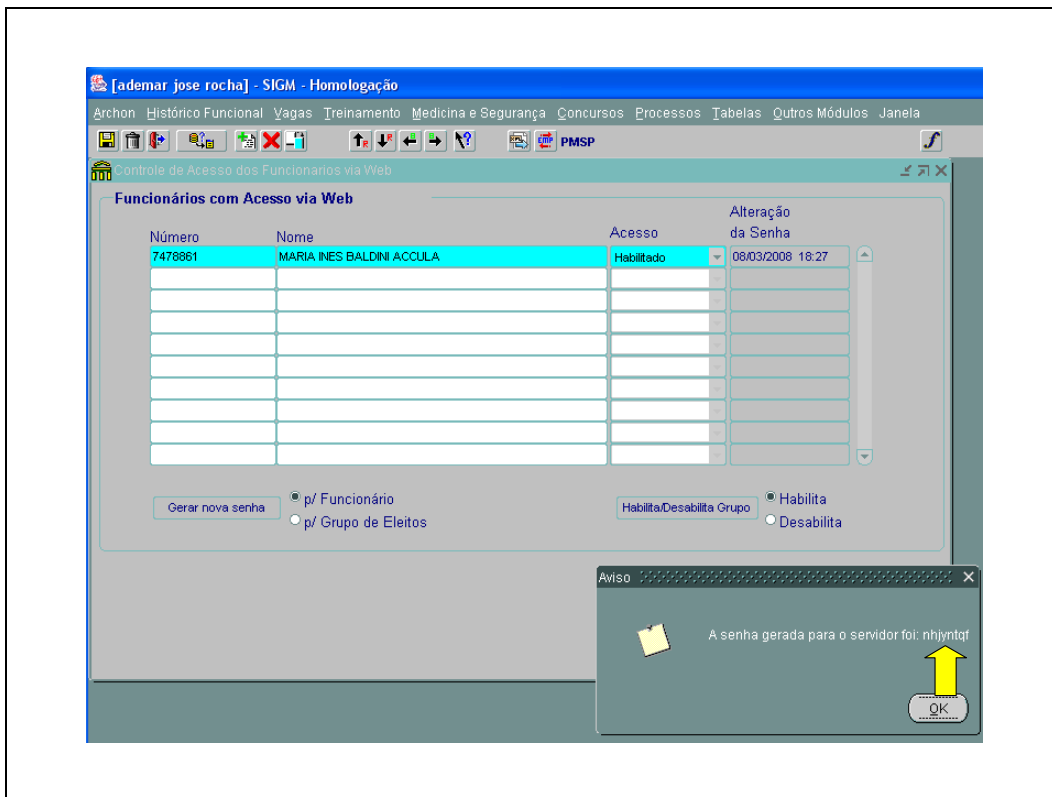 [ademar jose rocha] - SIGM - Homologação
Archon Histórico Funcional Vagas Treinamento Medicina e Segurança Concursos Processos Tabelas Outros Módulos Janela
PMSP
Controle de Acesso dos Funcionarios via Web
Funcionários com Acesso via Web
Alteração
Número Nome Acesso da Senha
7478861 MARIA INES BALDINI ACCULA Habilitado 08/03/2008 18:27
Gerar nova senha p/ Funcionário Habilita/Desabilita Grupo Habilita
p/ Grupo de Eleitos Desabilita
Aviso
A senha gerada para o servidor foi: nhjyntqf
OK